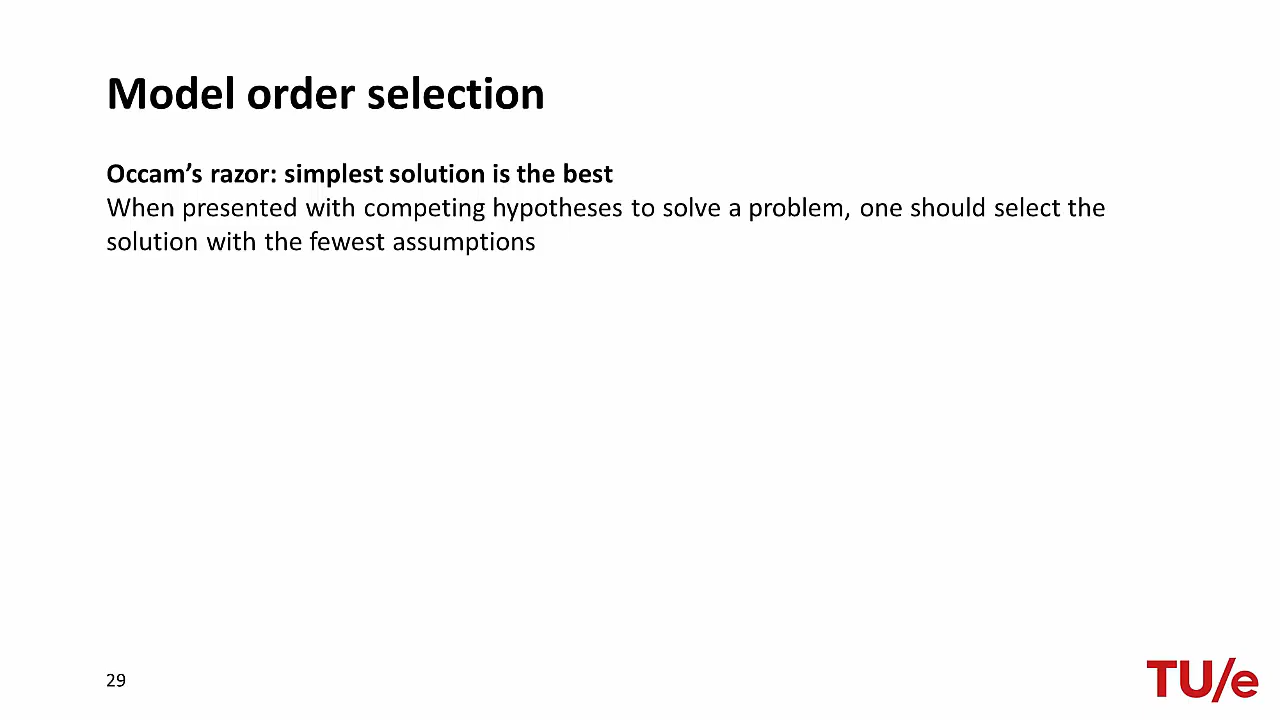 Model order selection
Occam’s razor: simplest solution is the best
When presented with competing hypotheses to solve a problem, one should select the
solution with the fewest assumptions
29
TU/e